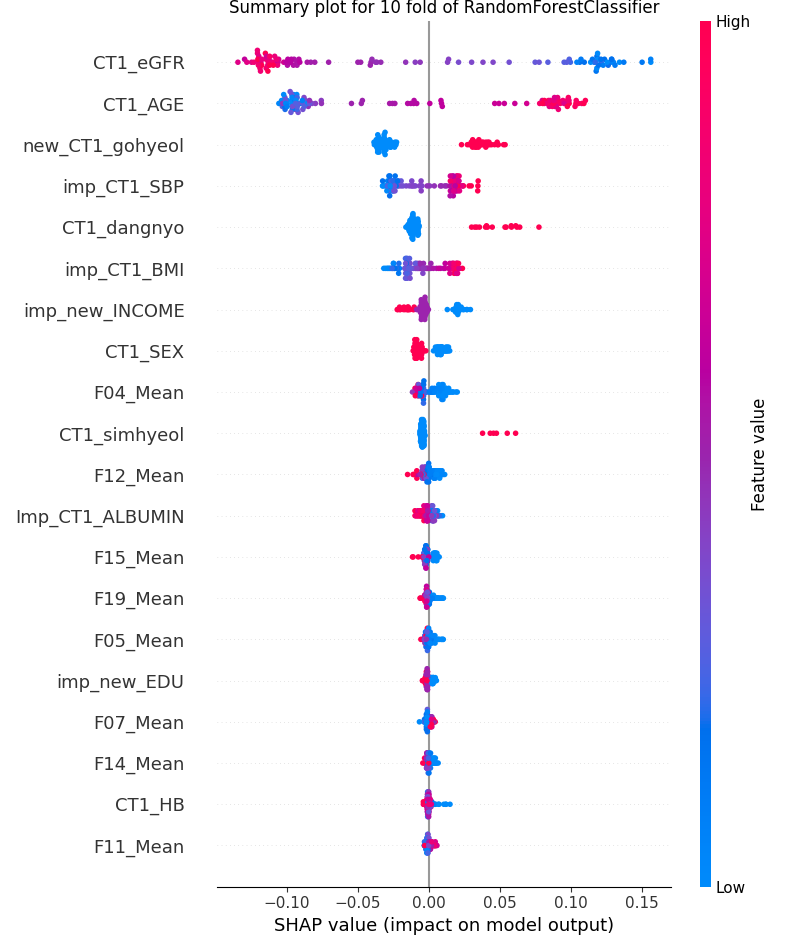 Summary plot for 10 fold of RandomForestClassifier
High
CT1_eGFR
CT1_AGE
new_CT1_gohyeol
imp_CT1_SBP
CT1_dangnyo
imp_CT1_BMI
imp_new_INCOME
CT1_SEX
F04_Mean
CT1_simhyeol
F12_Mean
Imp_CT1_ALBUMIN
F15_Mean
F19_Mean
F05_Mean
imp_new_EDU
F07_Mean
F14_Mean
CT1_HB
F11_Mean
Feature value
Low
−0.10 −0.05 0.00 0.05 0.10 0.15
SHAP value (impact on model output)